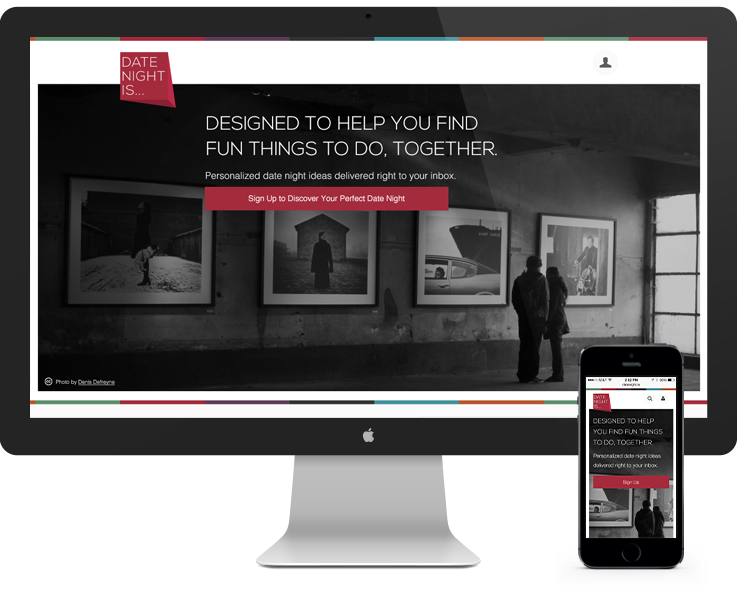 DATE
NIGHT
IS...
DESIGNED TO HELP YOU FIND
FUN THINGS TO DO, TOGETHER.
Personalized date night ideas delivered right to your inbox.
Sign Up to Discover Your Perfect Date Night
Photo by Denis Defreyne
AT&T 2:12 PM
DATE
NIGHT
IS...
DESIGNED TO HELP
YOU FIND FUN THINGS
TO DO, TOGETHER.
Personalized date night ideas
delivered right to your inbox.
Sign Up